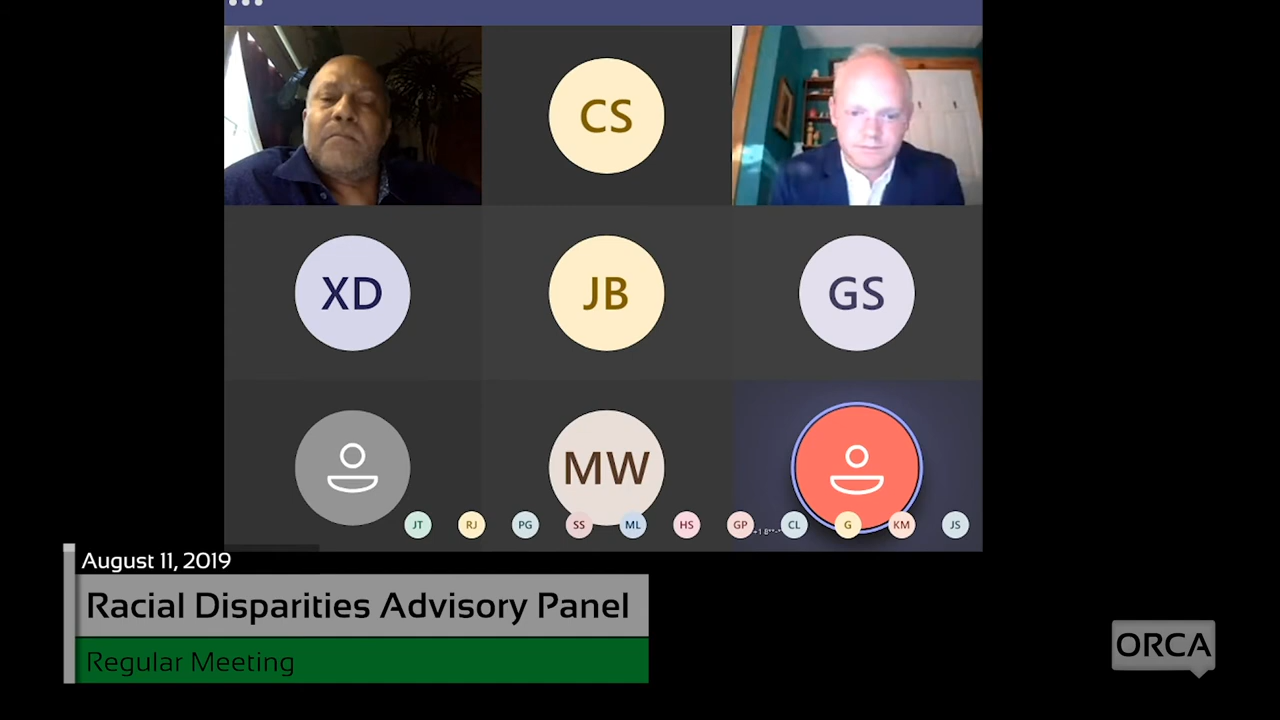 CS
XD
JB
GS
MW
JT RJ PG SS ML HS GP CL G KM JS
August 11, 2019
Racial Disparities Advisory Panel
Regular Meeting
ORCA